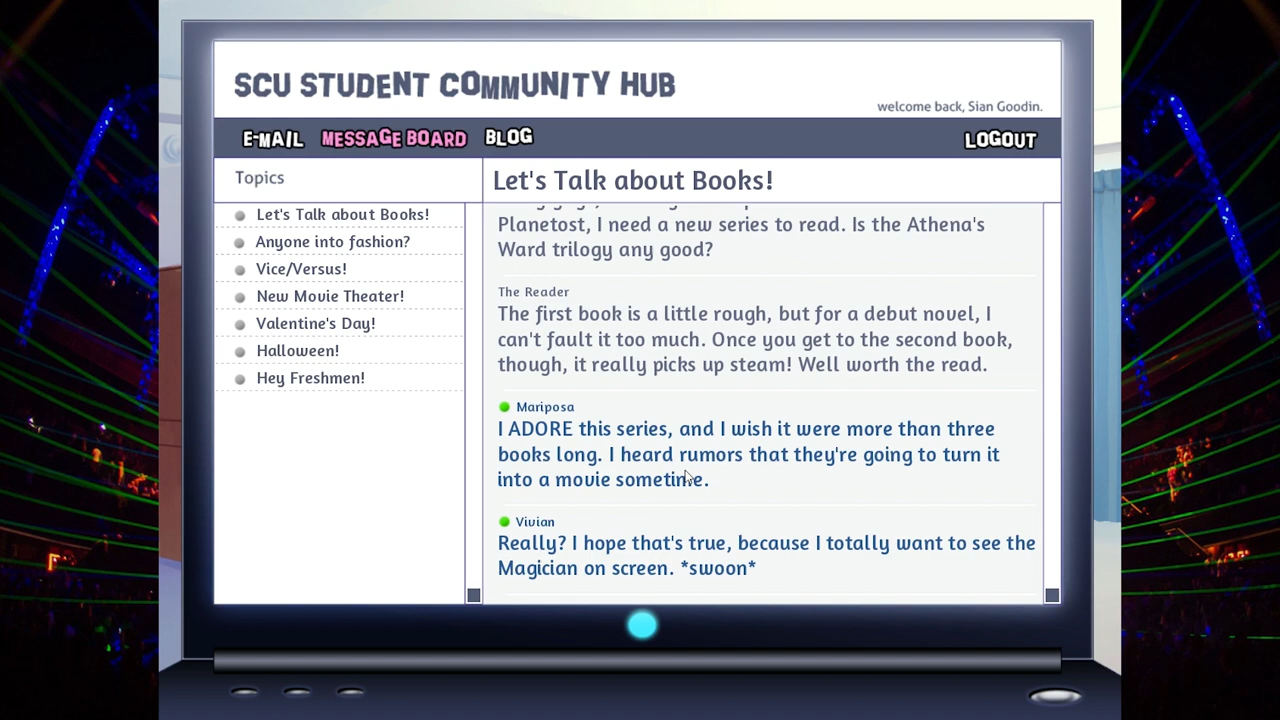 SCU STUDENT COMMUNITY HUB
welcome back, Sian Goodin.
E-MAIL MESSAGE BOARD BLOG LOGOUT
Topics
Let's Talk about Books!
Anyone into fashion?
Vice/Versus!
New Movie Theater!
Valentine's Day!
Halloween!
Hey Freshmen!
Let's Talk about Books!
Planetost, I need a new series to read. Is the Athena's
Ward trilogy any good?
The Reader
The first book is a little rough, but for a debut novel, I
can't fault it too much. Once you get to the second book,
though, it really picks up steam! Well worth the read.
Mariposa
I ADORE this series, and I wish it were more than three
books long. I heard rumors that they're going to turn it
into a movie sometime.
Vivian
Really? I hope that's true, because I totally want to see the
Magician on screen. *swoon*